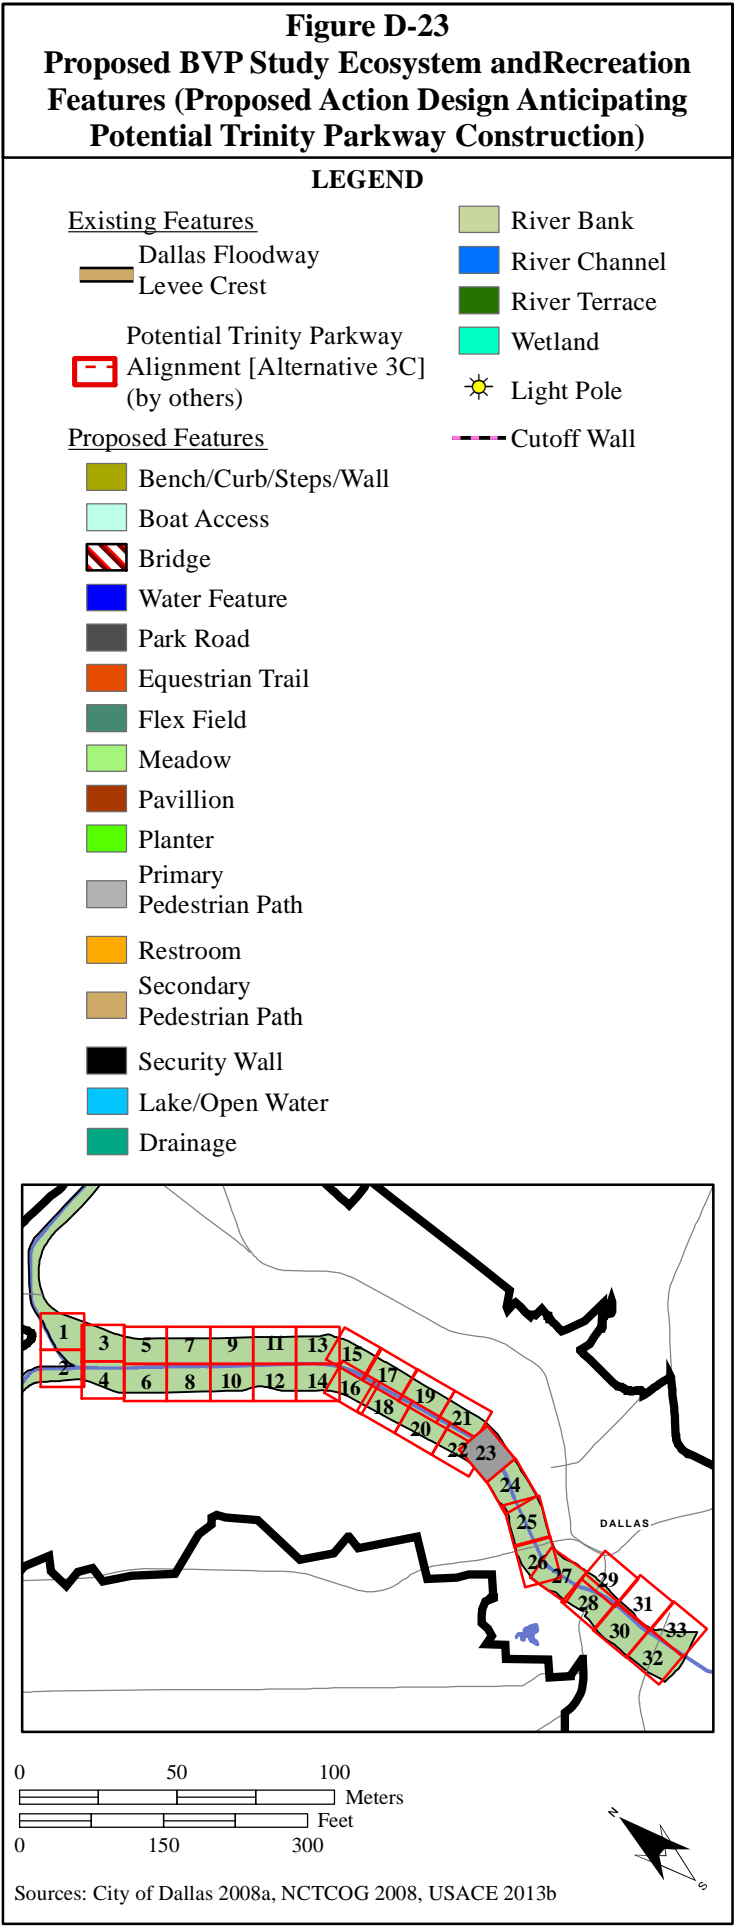 Figure D-23
Proposed BVP Study Ecosystem andRecreation
Features (Proposed Action Design Anticipating
Potential Trinity Parkway Construction)
LEGEND
Existing Features
Dallas Floodway
Levee Crest
Potential Trinity Parkway
Alignment [Alternative 3C]
(by others)
Proposed Features
Bench/Curb/Steps/Wall
Boat Access
Bridge
Water Feature
Park Road
Equestrian Trail
Flex Field
Meadow
Pavillion
Planter
Primary
Pedestrian Path
Restroom
Secondary
Pedestrian Path
Security Wall
Lake/Open Water
Drainage
River Bank
River Channel
River Terrace
Wetland
Light Pole
Cutoff Wall
1
3
5
7
9
11
13
15
2
4
6
8
10
12
14
16
17
18
19
20
21
22
23
24
25
DALLAS
26
27
28
29
30
31
32
33
0 50 100
Meters
Feet
0 150 300
N
S
Sources: City of Dallas 2008a, NCTCOG 2008, USACE 2013b